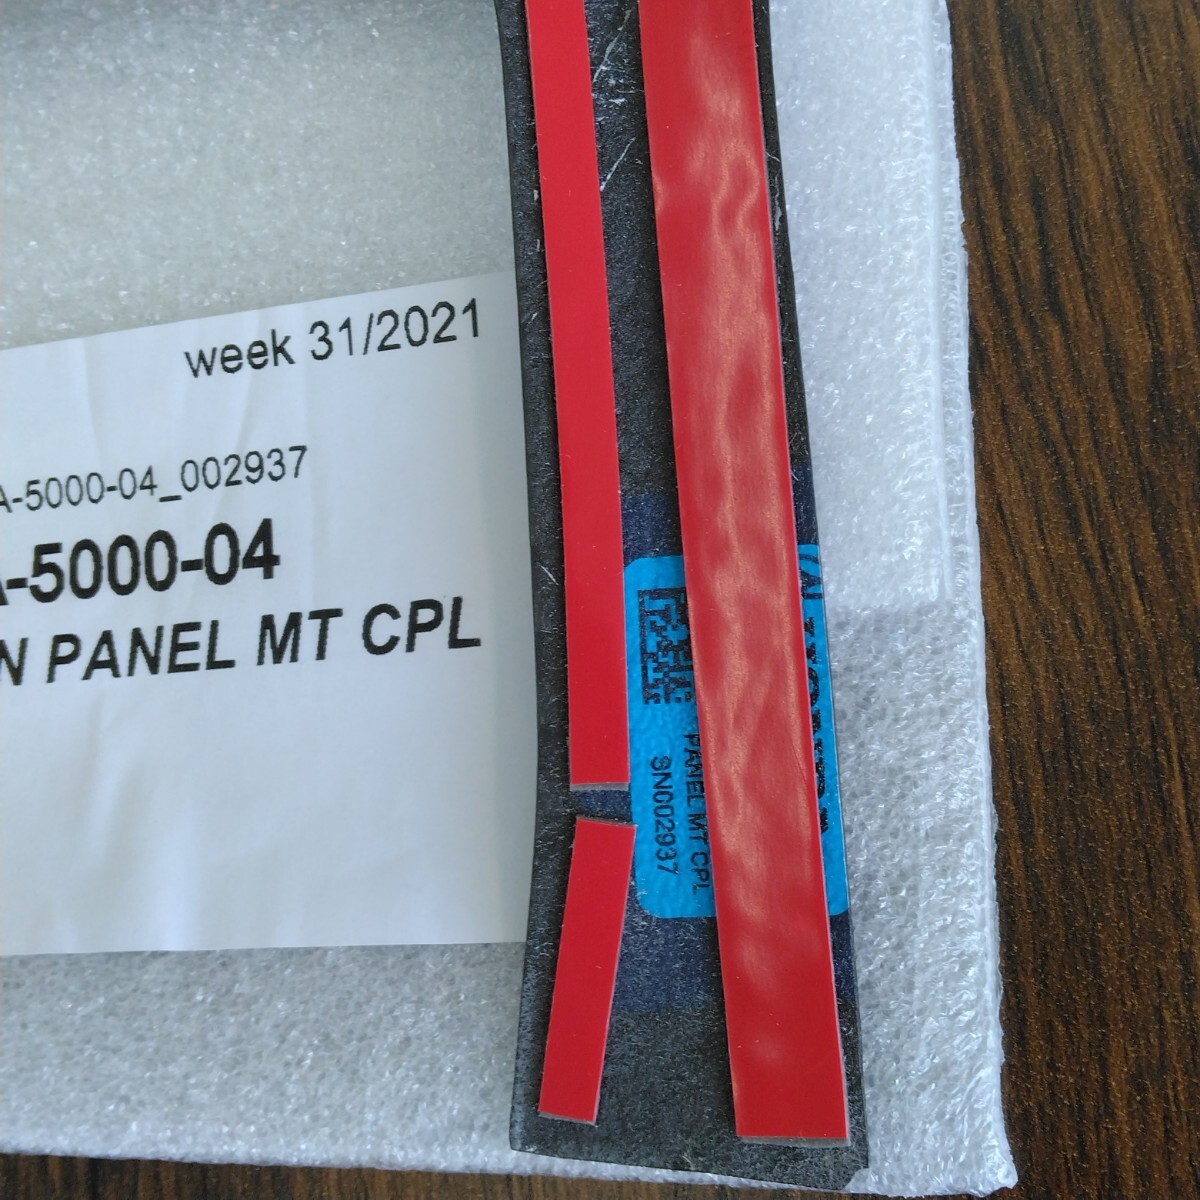 week 31/2021
A-5000-04_002937
A-5000-04
N PANEL MT CPL
PANEL MT CPL
SN002937